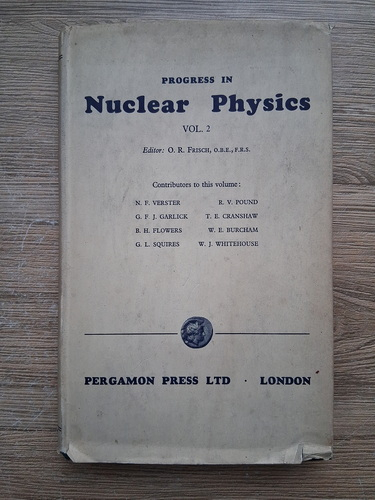 PROGRESS IN
Nuclear Physics
VOL. 2
Editor: O. R. FRISCH, O.B.E., F.R.S.
Contributors to this volume:
N. F. VERSTER R. V. POUND
G. F. J. GARLICK T. E. CRANSHAW
B. H. FLOWERS W. E. BURCHAM
G. L. SQUIRES W. J. WHITEHOUSE
PERGAMON PRESS LTD · LONDON